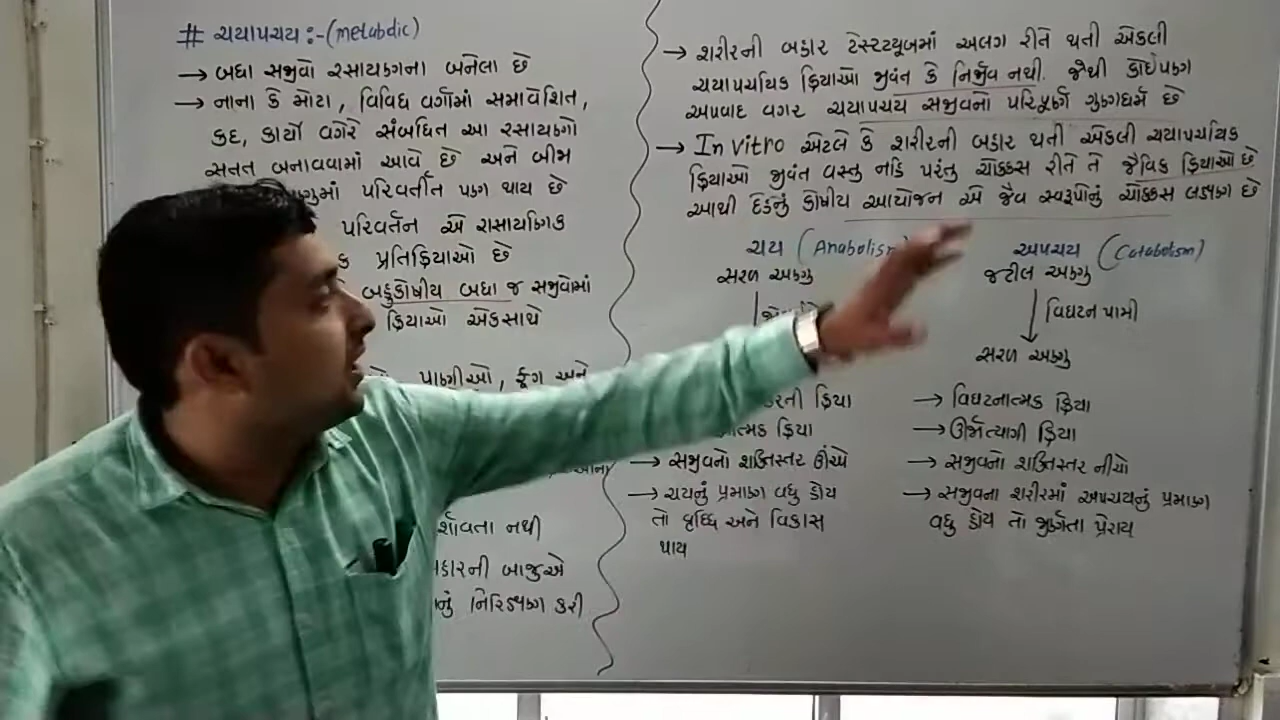 # ચયાપચય :- (metabolic)
→ બધા સજીવો રસાયણના બનેલા છે
→ નાના કે મોટા, વિવિધ વર્ગોમાં સમાવેશિત,
કદ, કાર્યો વગેરે સંબંધિત આ રસાયણો
સતત બનાવવામાં આવે છે અને બીજા
માં પરિવર્તીત પણ થાય છે
પરિવર્તન એ રાસાયણિક
પ્રતિક્રિયાઓ છે
બહુકોષીય બધા જ સજીવોમાં
ક્રિયાઓ એકસાથે
પ્રાણીઓ, ફૂગ અને
ર્શાવતા નથી
ની બાજુએ
નું નિરિક્ષણ કરી
→ શરીરની બહાર ટેસ્ટટ્યૂબમાં અલગ રીતે થતી એકલી
ચયાપચયિક ક્રિયાઓ જીવંત કે નિર્જીવ નથી. જેથી કોઈપણ
અપવાદ વગર ચયાપચય સજીવનો પરિપૂર્ણ ગુણધર્મ છે
→ In vitro એટલે કે શરીરની બહાર થતી એકલી ચયાપચયિક
ક્રિયાઓ જીવંત વસ્તુ નહિ પરંતુ ચોક્કસ રીતે તે જૈવિક ક્રિયાઓ છે
આથી દેહનું કોષીય આયોજન એ જૈવ સ્વરૂપોનું ચોક્કસ લક્ષણ છે
ચય (Anabolism
સરળ અણુ
રની ક્રિયા
ત્મક ક્રિયા
→ સજીવનો શક્તિસ્તર ઊંચો
→ ચયનું પ્રમાણ વધુ હોય
તો વૃધ્ધિ અને વિકાસ
થાય
અપચય (Catabolism)
જટીલ અણુ
વિઘટન પામી
સરળ અણુ
→ વિઘટનાત્મક ક્રિયા
→ ઊર્જાત્યાગી ક્રિયા
→ સજીવનો શક્તિસ્તર નીચો
→ સજીવના શરીરમાં અપચયનું પ્રમાણ
વધુ હોય તો જીર્ણતા પ્રેરાય